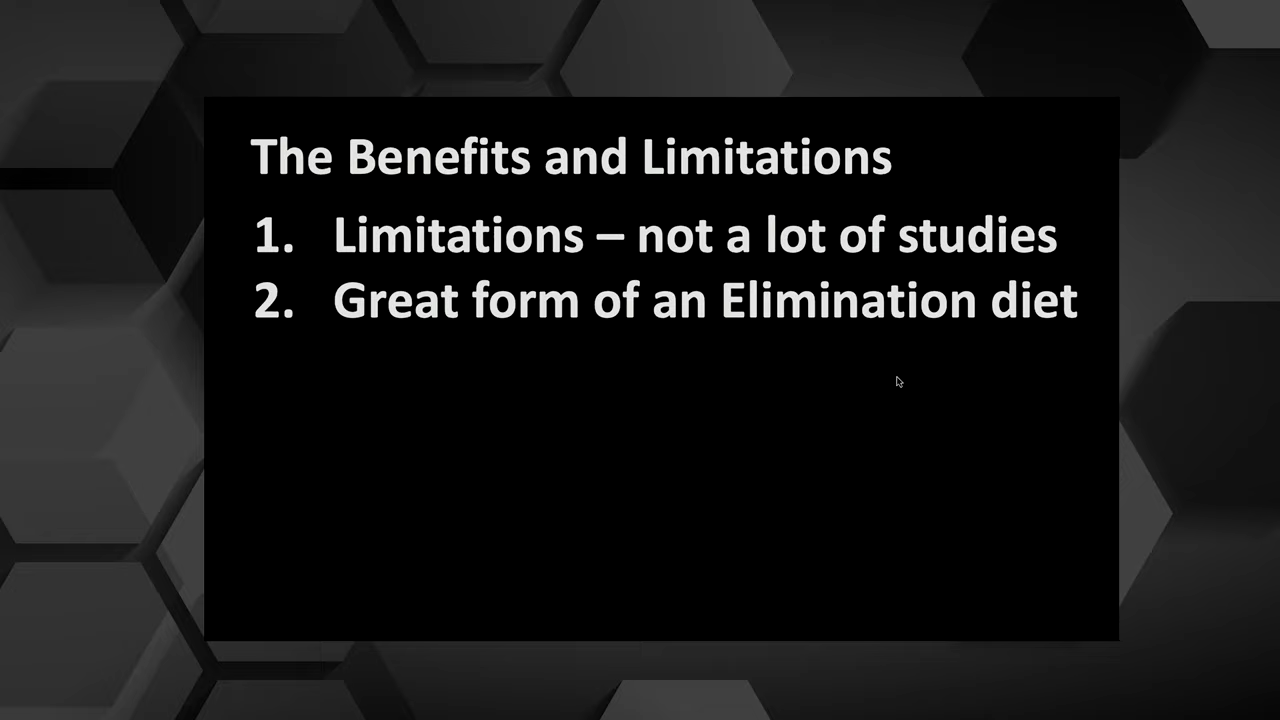 The Benefits and Limitations
1. Limitations – not a lot of studies
2. Great form of an Elimination diet